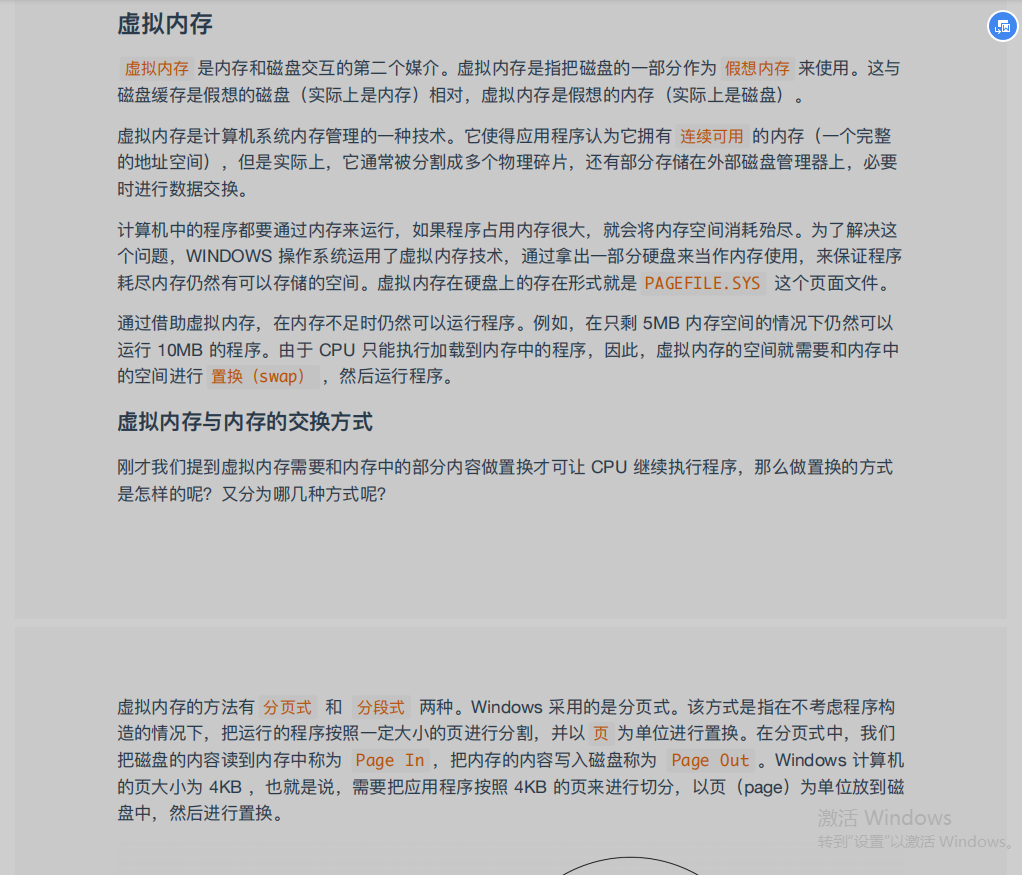 虚拟内存
虚拟内存 是内存和磁盘交互的第二个媒介。虚拟内存是指把磁盘的一部分作为 假想内存 来使用。这与
磁盘缓存是假想的磁盘（实际上是内存）相对，虚拟内存是假想的内存（实际上是磁盘）。
虚拟内存是计算机系统内存管理的一种技术。它使得应用程序认为它拥有 连续可用 的内存（一个完整
的地址空间），但是实际上，它通常被分割成多个物理碎片，还有部分存储在外部磁盘管理器上，必要
时进行数据交换。
计算机中的程序都要通过内存来运行，如果程序占用内存很大，就会将内存空间消耗殆尽。为了解决这
个问题，WINDOWS 操作系统运用了虚拟内存技术，通过拿出一部分硬盘来当作内存使用，来保证程序
耗尽内存仍然有可以存储的空间。虚拟内存在硬盘上的存在形式就是 PAGEFILE.SYS 这个页面文件。
通过借助虚拟内存，在内存不足时仍然可以运行程序。例如，在只剩 5MB 内存空间的情况下仍然可以
运行 10MB 的程序。由于 CPU 只能执行加载到内存中的程序，因此，虚拟内存的空间就需要和内存中
的空间进行 置换（swap） ，然后运行程序。
虚拟内存与内存的交换方式
刚才我们提到虚拟内存需要和内存中的部分内容做置换才可让 CPU 继续执行程序，那么做置换的方式
是怎样的呢？又分为哪几种方式呢？
虚拟内存的方法有 分页式 和 分段式 两种。Windows 采用的是分页式。该方式是指在不考虑程序构
造的情况下，把运行的程序按照一定大小的页进行分割，并以 页 为单位进行置换。在分页式中，我们
把磁盘的内容读到内存中称为 Page In ，把内存的内容写入磁盘称为 Page Out 。Windows 计算机
的页大小为 4KB ，也就是说，需要把应用程序按照 4KB 的页来进行切分，以页（page）为单位放到磁
盘中，然后进行置换。
激活 Windows
转到"设置"以激活 Windows。